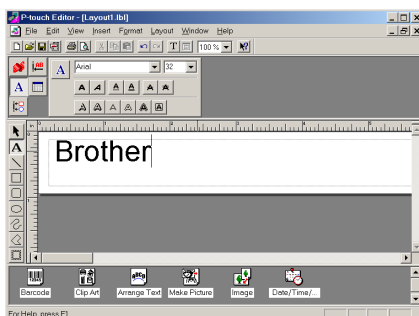 P-touch Editor - [Layout1.lbl]
File Edit View Insert Format Layout Window Help
100 %
A Arial 32
Brother
Barcode Clip Art Arrange Text Make Picture Image Date/Time/...
For Help, press F1